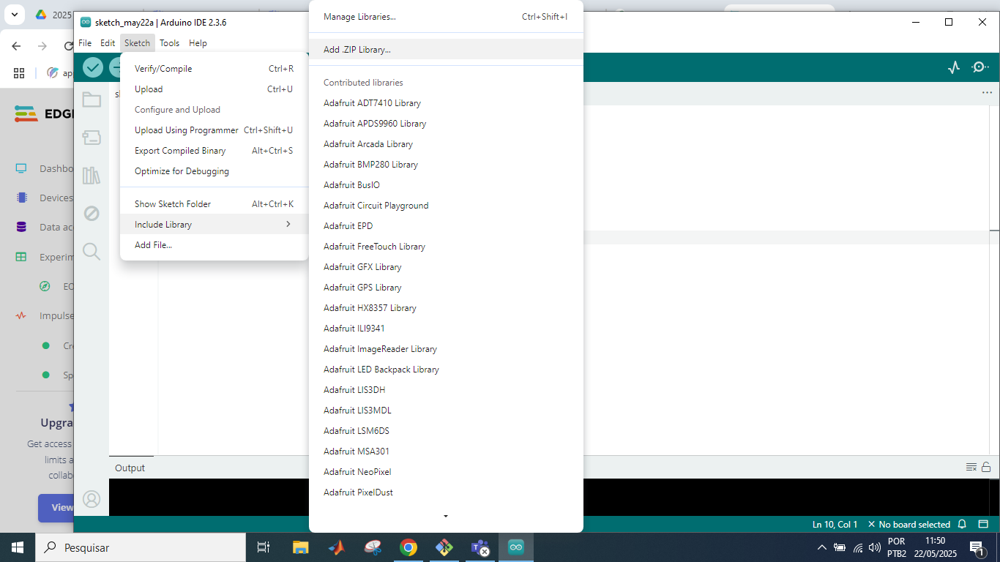 2025
sketch_may22a | Arduino IDE 2.3.6
File Edit Sketch Tools Help
Manage Libraries... Ctrl+Shift+I
Add .ZIP Library...
Contributed libraries
Adafruit ADT7410 Library
Adafruit APDS9960 Library
Adafruit Arcada Library
Adafruit BMP280 Library
Adafruit BusIO
Adafruit Circuit Playground
Adafruit EPD
Adafruit FreeTouch Library
Adafruit GFX Library
Adafruit GPS Library
Adafruit HX8357 Library
Adafruit ILI9341
Adafruit ImageReader Library
Adafruit LED Backpack Library
Adafruit LIS3DH
Adafruit LIS3MDL
Adafruit LSM6DS
Adafruit MSA301
Adafruit NeoPixel
Adafruit PixelDust
Verify/Compile Ctrl+R
Upload Ctrl+U
Configure and Upload
Upload Using Programmer Ctrl+Shift+U
Export Compiled Binary Alt+Ctrl+S
Optimize for Debugging
Show Sketch Folder Alt+Ctrl+K
Include Library
Add File...
app
EDG
Dashbo
Devices
Data ac
Experim
EO
Impulse
Cre
Sp
Upgra
Get access
limits a
collab
View
Output
Ln 10, Col 1 No board selected
Pesquisar
POR
PTB2
11:50
22/05/2025
1